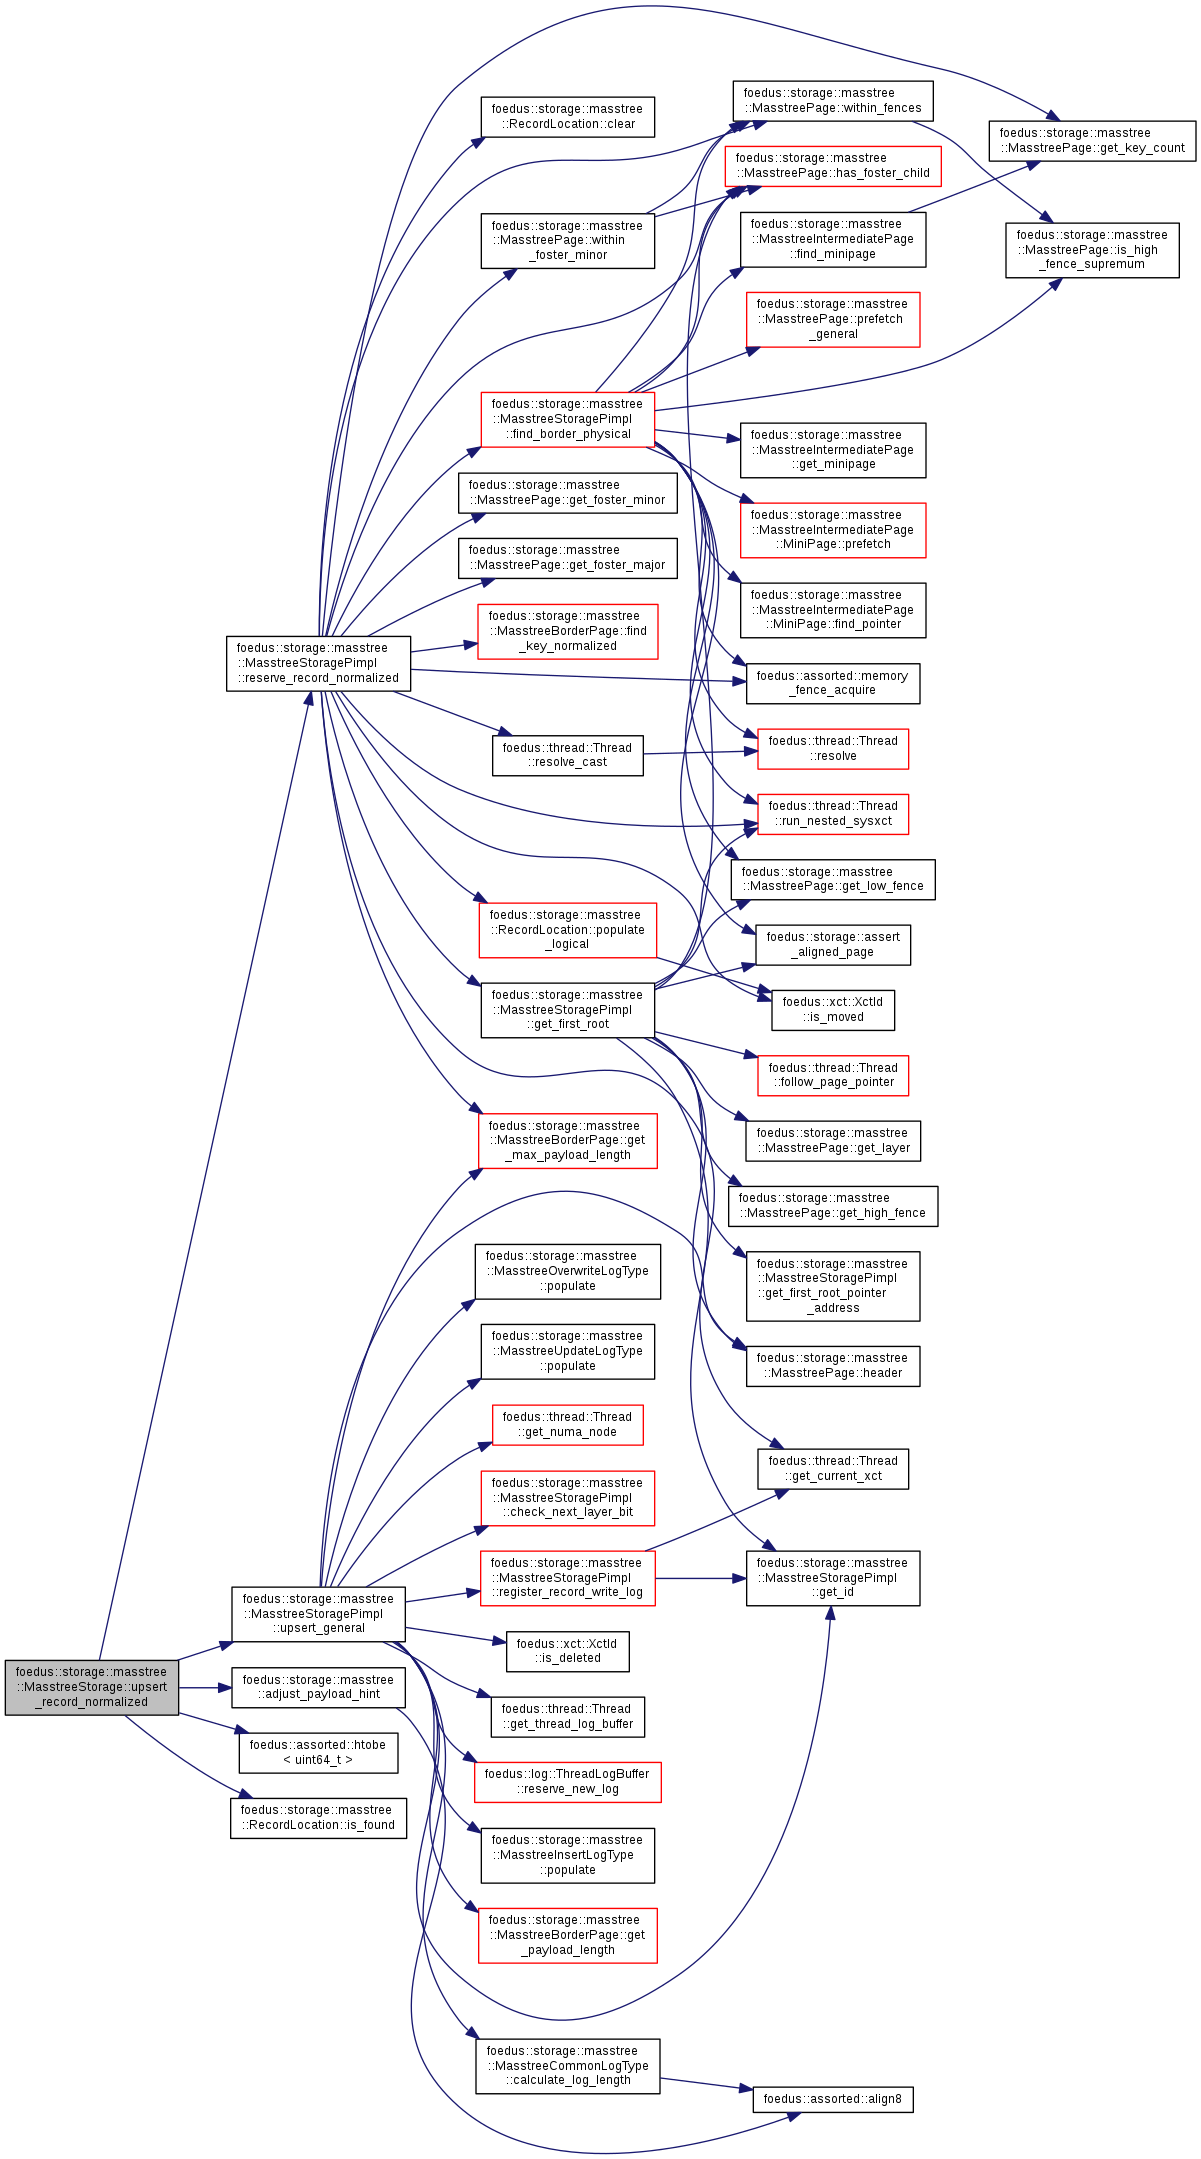 foedus::storage::masstree
::MasstreeStorage::upsert
_record_normalized
foedus::storage::masstree
::MasstreeStoragePimpl
::reserve_record_normalized
foedus::storage::masstree
::MasstreeStoragePimpl
::upsert_general
foedus::storage::masstree
::adjust_payload_hint
foedus::assorted::htobe
< uint64_t >
foedus::storage::masstree
::RecordLocation::is_found
foedus::storage::masstree
::RecordLocation::clear
foedus::storage::masstree
::MasstreePage::within
_foster_minor
foedus::storage::masstree
::MasstreeStoragePimpl
::find_border_physical
foedus::storage::masstree
::MasstreePage::get_foster_minor
foedus::storage::masstree
::MasstreePage::get_foster_major
foedus::storage::masstree
::MasstreeBorderPage::find
_key_normalized
foedus::thread::Thread
::resolve_cast
foedus::storage::masstree
::RecordLocation::populate
_logical
foedus::storage::masstree
::MasstreeStoragePimpl
::get_first_root
foedus::storage::masstree
::MasstreeBorderPage::get
_max_payload_length
foedus::storage::masstree
::MasstreeOverwriteLogType
::populate
foedus::storage::masstree
::MasstreeUpdateLogType
::populate
foedus::thread::Thread
::get_numa_node
foedus::storage::masstree
::MasstreeStoragePimpl
::check_next_layer_bit
foedus::storage::masstree
::MasstreeStoragePimpl
::register_record_write_log
foedus::xct::XctId
::is_deleted
foedus::thread::Thread
::get_thread_log_buffer
foedus::log::ThreadLogBuffer
::reserve_new_log
foedus::storage::masstree
::MasstreeInsertLogType
::populate
foedus::storage::masstree
::MasstreeBorderPage::get
_payload_length
foedus::storage::masstree
::MasstreeCommonLogType
::calculate_log_length
foedus::storage::masstree
::MasstreePage::within_fences
foedus::storage::masstree
::MasstreePage::has_foster_child
foedus::storage::masstree
::MasstreeIntermediatePage
::find_minipage
foedus::storage::masstree
::MasstreePage::prefetch
_general
foedus::storage::masstree
::MasstreeIntermediatePage
::get_minipage
foedus::storage::masstree
::MasstreeIntermediatePage
::MiniPage::prefetch
foedus::storage::masstree
::MasstreeIntermediatePage
::MiniPage::find_pointer
foedus::assorted::memory
_fence_acquire
foedus::thread::Thread
::resolve
foedus::thread::Thread
::run_nested_sysxct
foedus::storage::masstree
::MasstreePage::get_low_fence
foedus::storage::assert
_aligned_page
foedus::xct::XctId
::is_moved
foedus::thread::Thread
::follow_page_pointer
foedus::storage::masstree
::MasstreePage::get_layer
foedus::storage::masstree
::MasstreePage::get_high_fence
foedus::storage::masstree
::MasstreeStoragePimpl
::get_first_root_pointer
_address
foedus::storage::masstree
::MasstreePage::header
foedus::thread::Thread
::get_current_xct
foedus::storage::masstree
::MasstreeStoragePimpl
::get_id
foedus::assorted::align8
foedus::storage::masstree
::MasstreePage::get_key_count
foedus::storage::masstree
::MasstreePage::is_high
_fence_supremum